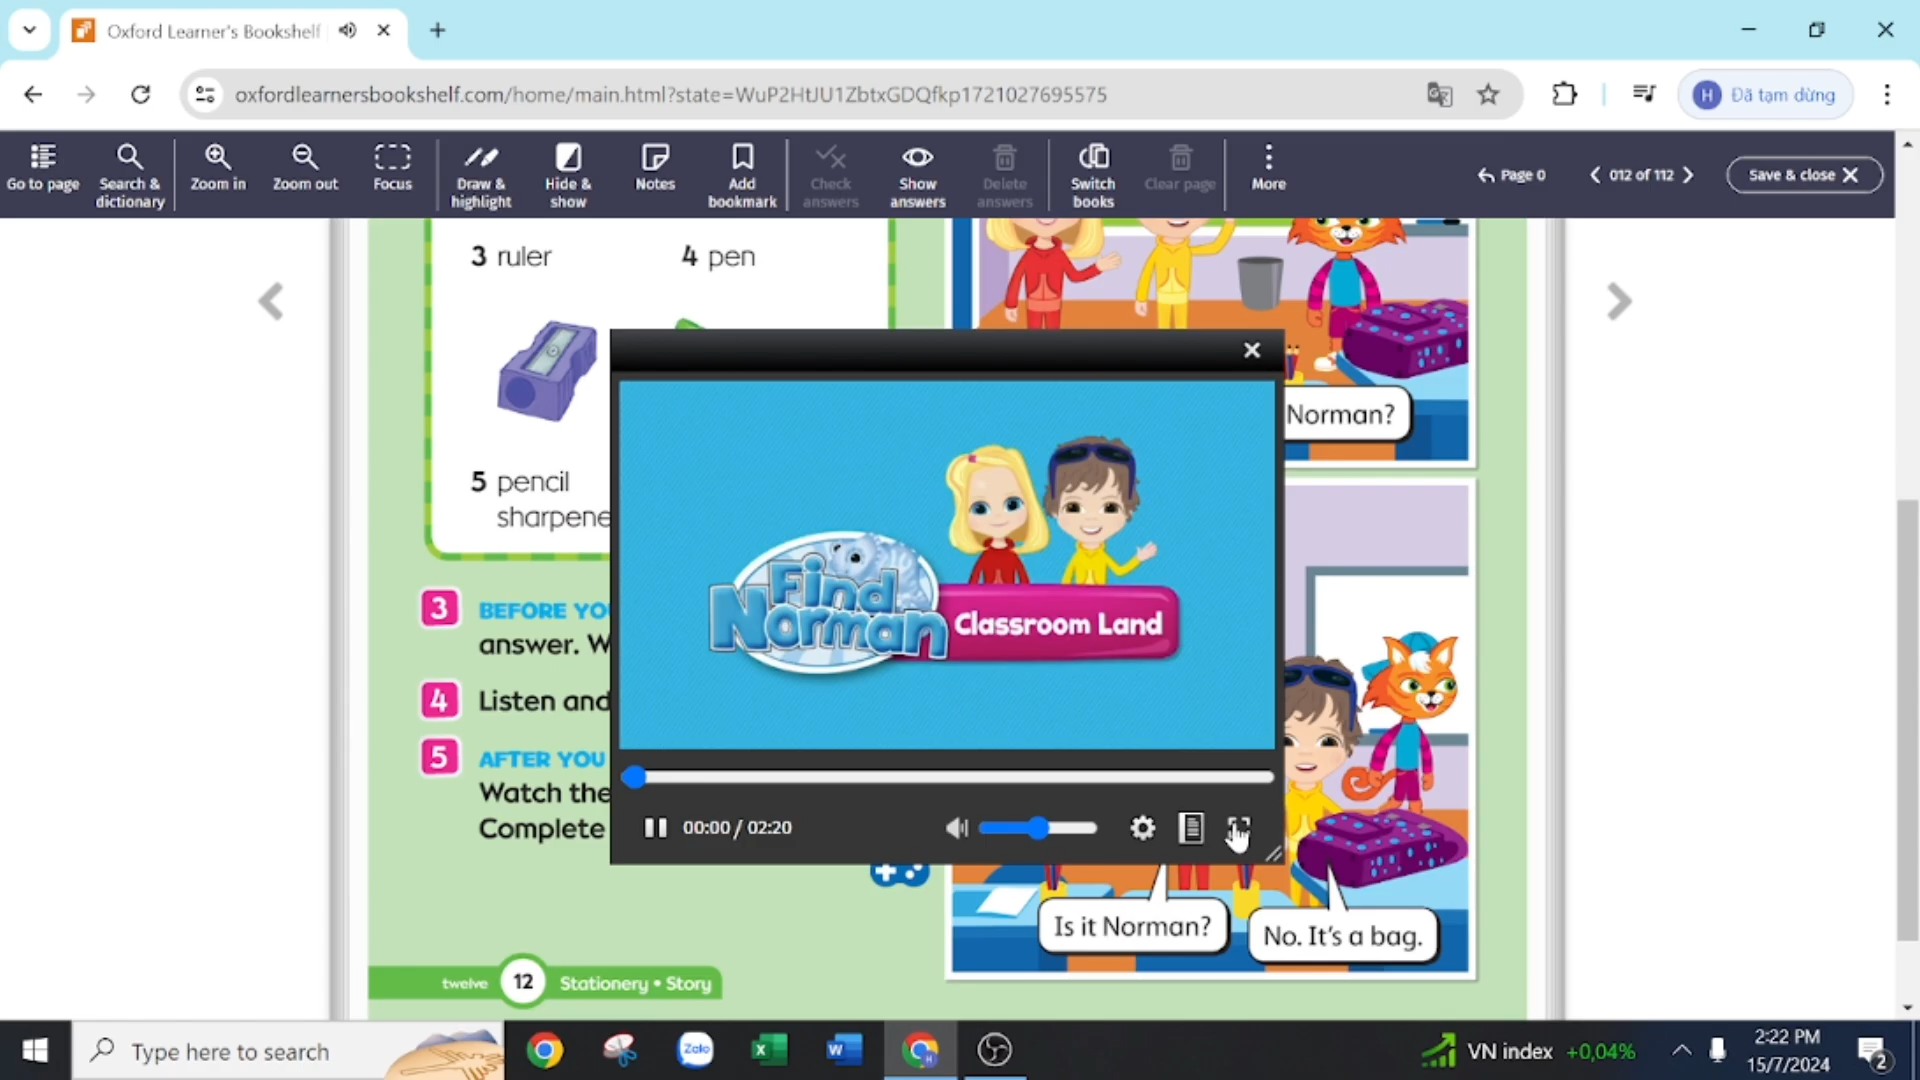 Oxford Learner's Bookshelf
oxfordlearnersbookshelf.com/home/main.html?state=WuP2HtJU1ZbtxGDQfkp1721027695575
H Đã tạm dừng
Go to page
Search & dictionary
Zoom in
Zoom out
Focus
Draw & highlight
Hide & show
Notes
Add bookmark
Check answers
Show answers
Delete answers
Switch books
Clear page
More
Page 0
012 of 112
Save & close
3 ruler
4 pen
5 pencil
sharpene
Norman?
Find
Norman
Classroom Land
3 BEFORE YO
answer. W
4 Listen and
5 AFTER YOU
Watch the
Complete
00:00 / 02:20
Is it Norman?
No. It's a bag.
twelve 12 Stationery • Story
Type here to search
Zalo
VN index +0,04%
2:22 PM
15/7/2024
2